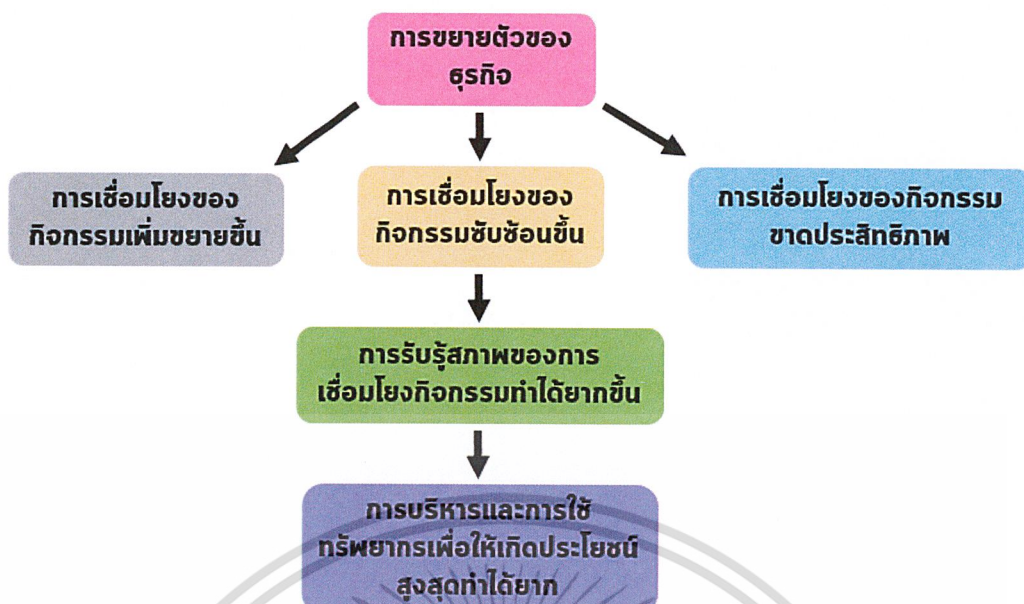 การขยายตัวของ
ธุรกิจ
การเชื่อมโยงของ
กิจกรรมเพิ่มขยายขึ้น
การเชื่อมโยงของ
กิจกรรมซับซ้อนขึ้น
การเชื่อมโยงของกิจกรรม
ขาดประสิทธิภาพ
การรับรู้สภาพของการ
เชื่อมโยงกิจกรรมทำได้ยากขึ้น
การบริหารและการใช้
ทรัพยากรเพื่อให้เกิดประโยชน์
สูงสุดทำได้ยาก